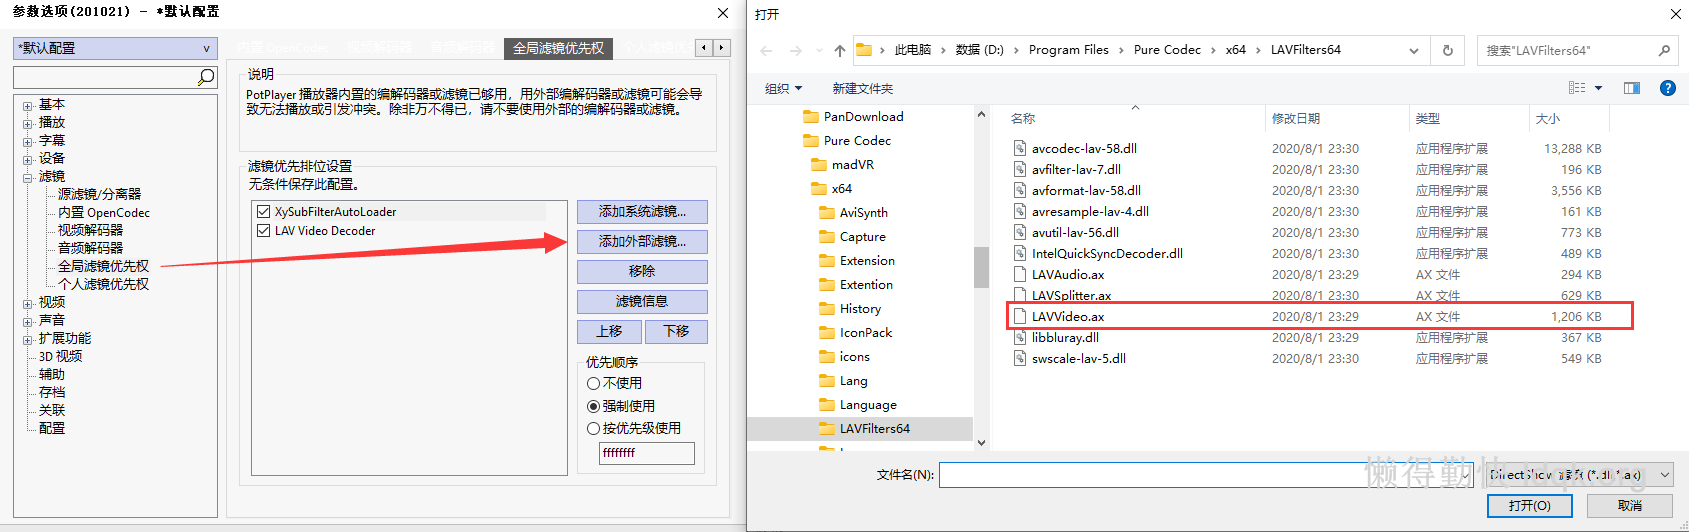 参数选项(201021) - *默认配置
*默认配置
全局滤镜优先权
基本
播放
字幕
设备
滤镜
源滤镜/分离器
内置 OpenCodec
视频解码器
音频解码器
全局滤镜优先权
个人滤镜优先权
视频
声音
扩展功能
3D 视频
辅助
存档
关联
配置
说明
PotPlayer 播放器内置的编解码器或滤镜已够用，用外部编解码器或滤镜可能会导
致无法播放或引发冲突。除非万不得已，请不要使用外部的编解码器或滤镜。
滤镜优先排位设置
无条件保存此配置。
XySubFilterAutoLoader
LAV Video Decoder
添加系统滤镜...
添加外部滤镜...
移除
滤镜信息
上移
下移
优先顺序
不使用
强制使用
按优先级使用
ffffffff
打开
此电脑 › 数据 (D:) › Program Files › Pure Codec › x64 › LAVFilters64
搜索"LAVFilters64"
组织
新建文件夹
PanDownload
Pure Codec
madVR
x64
AviSynth
Capture
Extension
Extention
History
IconPack
icons
Lang
Language
LAVFilters64
名称 修改日期 类型 大小
avcodec-lav-58.dll 2020/8/1 23:30 应用程序扩展 13,288 KB
avfilter-lav-7.dll 2020/8/1 23:30 应用程序扩展 196 KB
avformat-lav-58.dll 2020/8/1 23:30 应用程序扩展 3,556 KB
avresample-lav-4.dll 2020/8/1 23:30 应用程序扩展 161 KB
avutil-lav-56.dll 2020/8/1 23:30 应用程序扩展 773 KB
IntelQuickSyncDecoder.dll 2020/8/1 23:30 应用程序扩展 489 KB
LAVAudio.ax 2020/8/1 23:29 AX 文件 294 KB
LAVSplitter.ax 2020/8/1 23:30 AX 文件 629 KB
LAVVideo.ax 2020/8/1 23:29 AX 文件 1,206 KB
libbluray.dll 2020/8/1 23:29 应用程序扩展 367 KB
swscale-lav-5.dll 2020/8/1 23:30 应用程序扩展 549 KB
文件名(N):
DirectShow 滤镜 (*.dll,*.ax)
懒得勤快 ldqk.org
打开(O)
取消